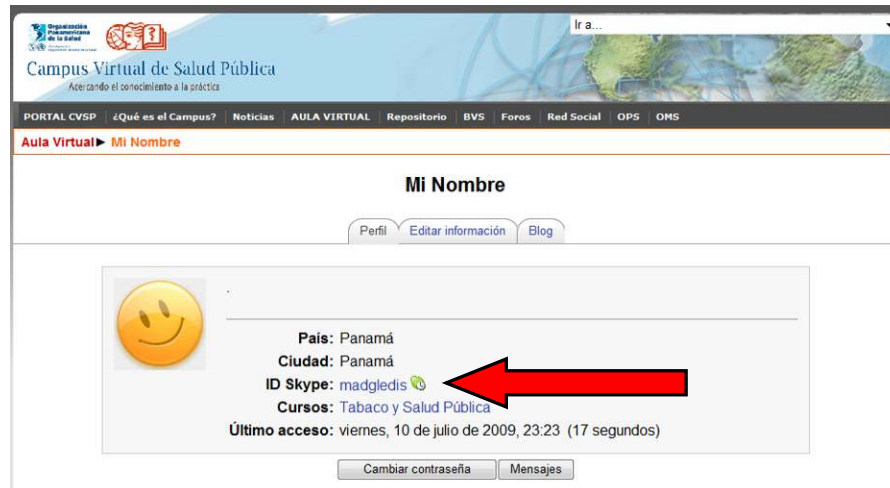 Organización
Panamericana
de la Salud
Ir a...
Campus Virtual de Salud Pública
Acercando el conocimiento a la práctica
PORTAL CVSP ¿Qué es el Campus? Noticias AULA VIRTUAL Repositorio BVS Foros Red Social OPS OMS
Aula Virtual► Mi Nombre
Mi Nombre
Perfil Editar información Blog
.
País: Panamá
Ciudad: Panamá
ID Skype: madgledis
Cursos: Tabaco y Salud Pública
Último acceso: viernes, 10 de julio de 2009, 23:23 (17 segundos)
Cambiar contraseña Mensajes